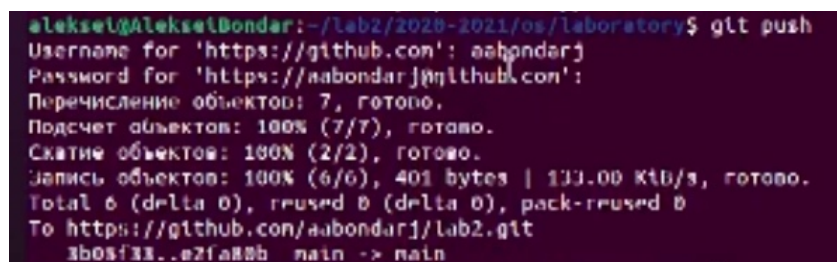 aleksei@AlekseiBondar:~/lab2/2020-2021/os/laboratory$ git push
Username for 'https://github.com': aabondarj
Password for 'https://aabondarj@github.com':
Перечисление объектов: 7, готово.
Подсчет объектов: 100% (7/7), готово.
Сжатие объектов: 100% (2/2), готово.
Запись объектов: 100% (6/6), 401 bytes | 133.00 KiB/s, готово.
Total 6 (delta 0), reused 0 (delta 0), pack-reused 0
To https://github.com/aabondarj/lab2.git
3b05f33..e2fa80b main -> main